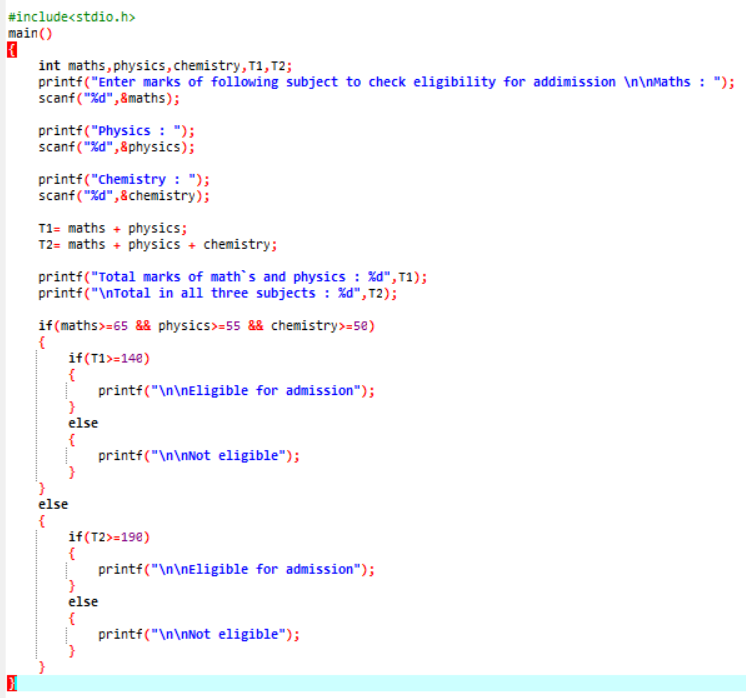 #include<stdio.h>
main()
{
    int maths,physics,chemistry,T1,T2;
    printf("Enter marks of following subject to check eligibility for addimission \n\nMaths : ");
    scanf("%d",&maths);

    printf("Physics : ");
    scanf("%d",&physics);

    printf("Chemistry : ");
    scanf("%d",&chemistry);

    T1= maths + physics;
    T2= maths + physics + chemistry;

    printf("Total marks of math`s and physics : %d",T1);
    printf("\nTotal in all three subjects : %d",T2);

    if(maths>=65 && physics>=55 && chemistry>=50)
    {
        if(T1>=140)
        {
            printf("\n\nEligible for admission");
        }
        else
        {
            printf("\n\nNot eligible");
        }
    }
    else
    {
        if(T2>=190)
        {
            printf("\n\nEligible for admission");
        }
        else
        {
            printf("\n\nNot eligible");
        }
    }
}